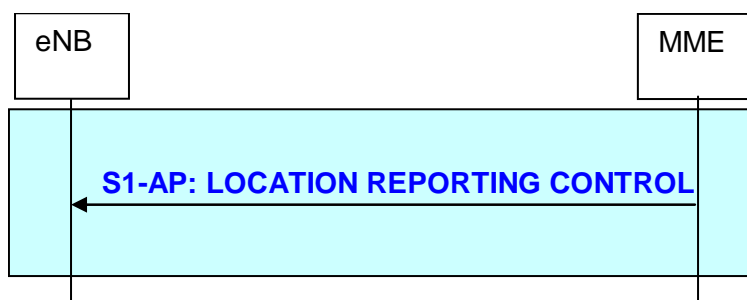 eNB
MME
S1-AP: LOCATION REPORTING CONTROL